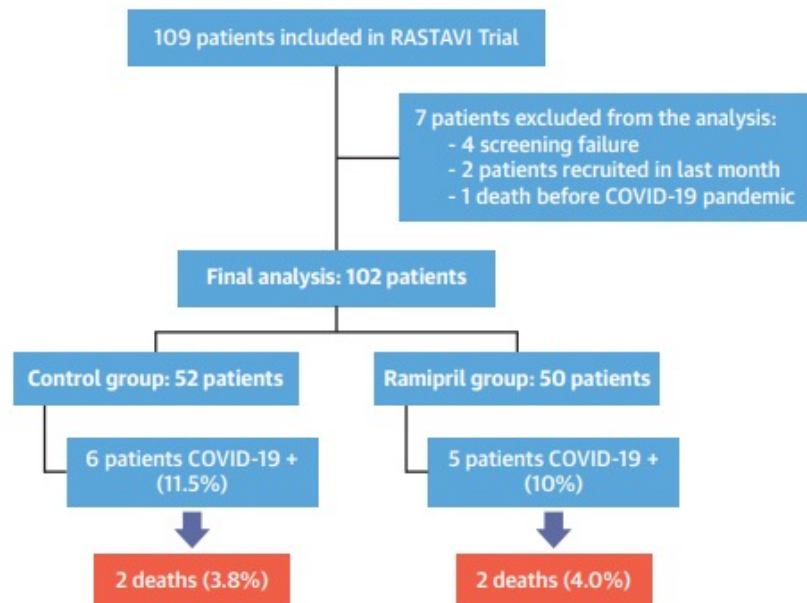 109 patients included in RASTAVI Trial
7 patients excluded from the analysis:
- 4 screening failure
- 2 patients recruited in last month
- 1 death before COVID-19 pandemic
Final analysis: 102 patients
Control group: 52 patients
Ramipril group: 50 patients
6 patients COVID-19 +
(11.5%)
5 patients COVID-19 +
(10%)
2 deaths (3.8%)
2 deaths (4.0%)